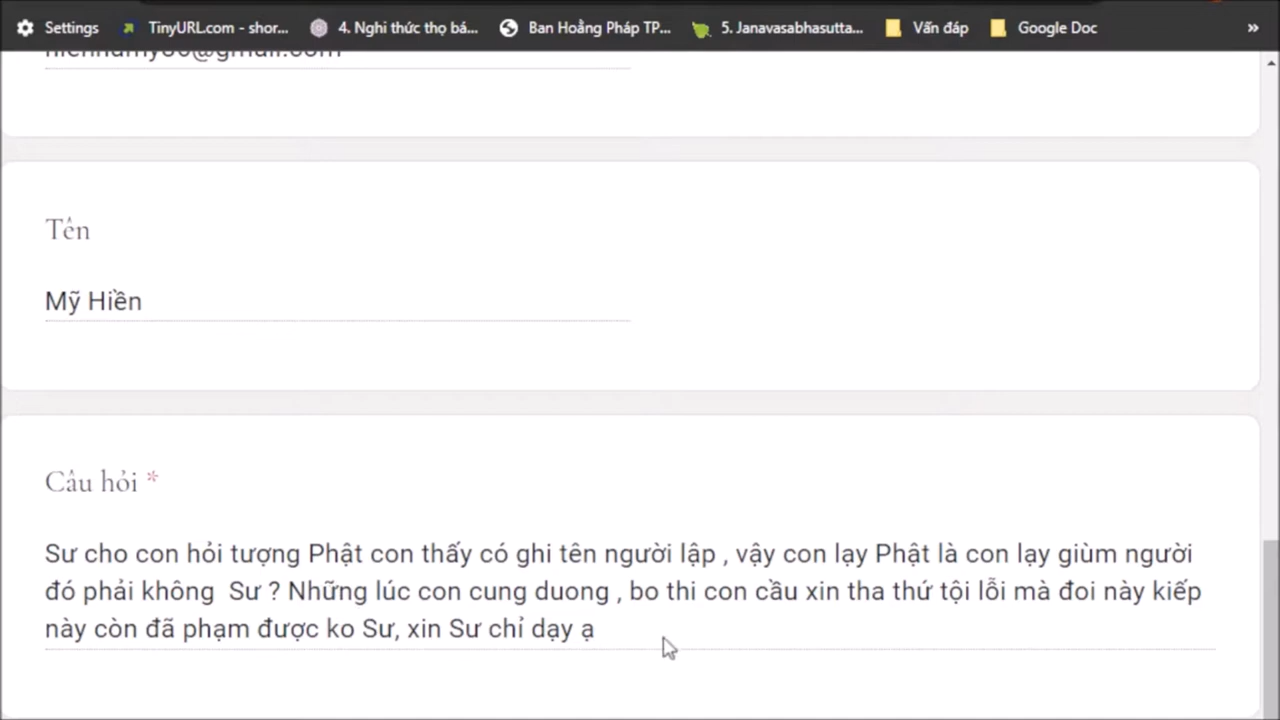 Settings TinyURL.com - shor... 4. Nghi thức thọ bá... Ban Hoằng Pháp TP... 5. Janavasabhasutta... Vấn đáp Google Doc »
Tên
Mỹ Hiền
Câu hỏi *
Sư cho con hỏi tượng Phật con thấy có ghi tên người lập , vậy con lạy Phật là con lạy giùm người
đó phải không  Sư ? Những lúc con cung duong , bo thi con cầu xin tha thứ tội lỗi mà đoi này kiếp
này còn đã phạm được ko Sư, xin Sư chỉ dạy ạ